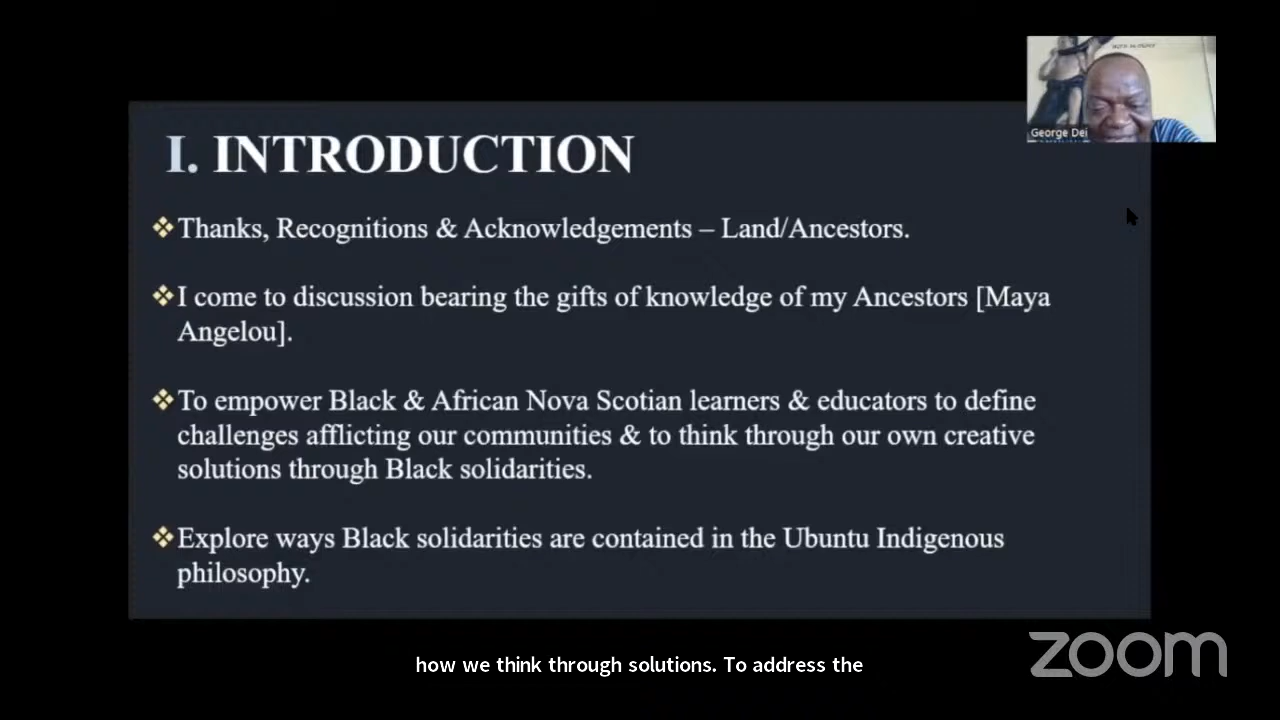 George Dei
I. INTRODUCTION
Thanks, Recognitions & Acknowledgements – Land/Ancestors.
I come to discussion bearing the gifts of knowledge of my Ancestors [Maya
Angelou].
To empower Black & African Nova Scotian learners & educators to define
challenges afflicting our communities & to think through our own creative
solutions through Black solidarities.
Explore ways Black solidarities are contained in the Ubuntu Indigenous
philosophy.
how we think through solutions. To address the
zoom